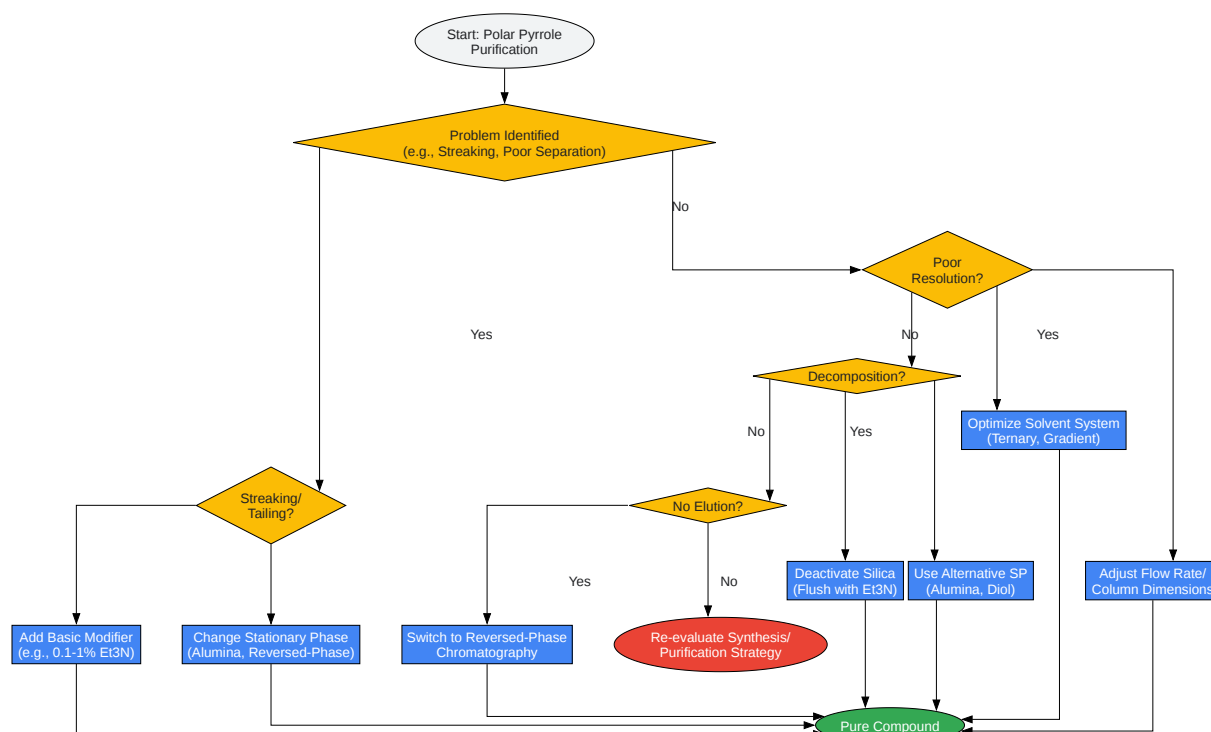 Start: Polar Pyrrole
Purification
Problem Identified
(e.g., Streaking, Poor Separation)
No
Poor
Resolution?
Yes
No
Yes
Decomposition?
Optimize Solvent System
(Ternary, Gradient)
No
Yes
Streaking/
Tailing?
No Elution?
Deactivate Silica
(Flush with Et3N)
Use Alternative SP
(Alumina, Diol)
Adjust Flow Rate/
Column Dimensions
Yes
No
Add Basic Modifier
(e.g., 0.1-1% Et3N)
Change Stationary Phase
(Alumina, Reversed-Phase)
Switch to Reversed-Phase
Chromatography
Re-evaluate Synthesis/
Purification Strategy
Pure Compound